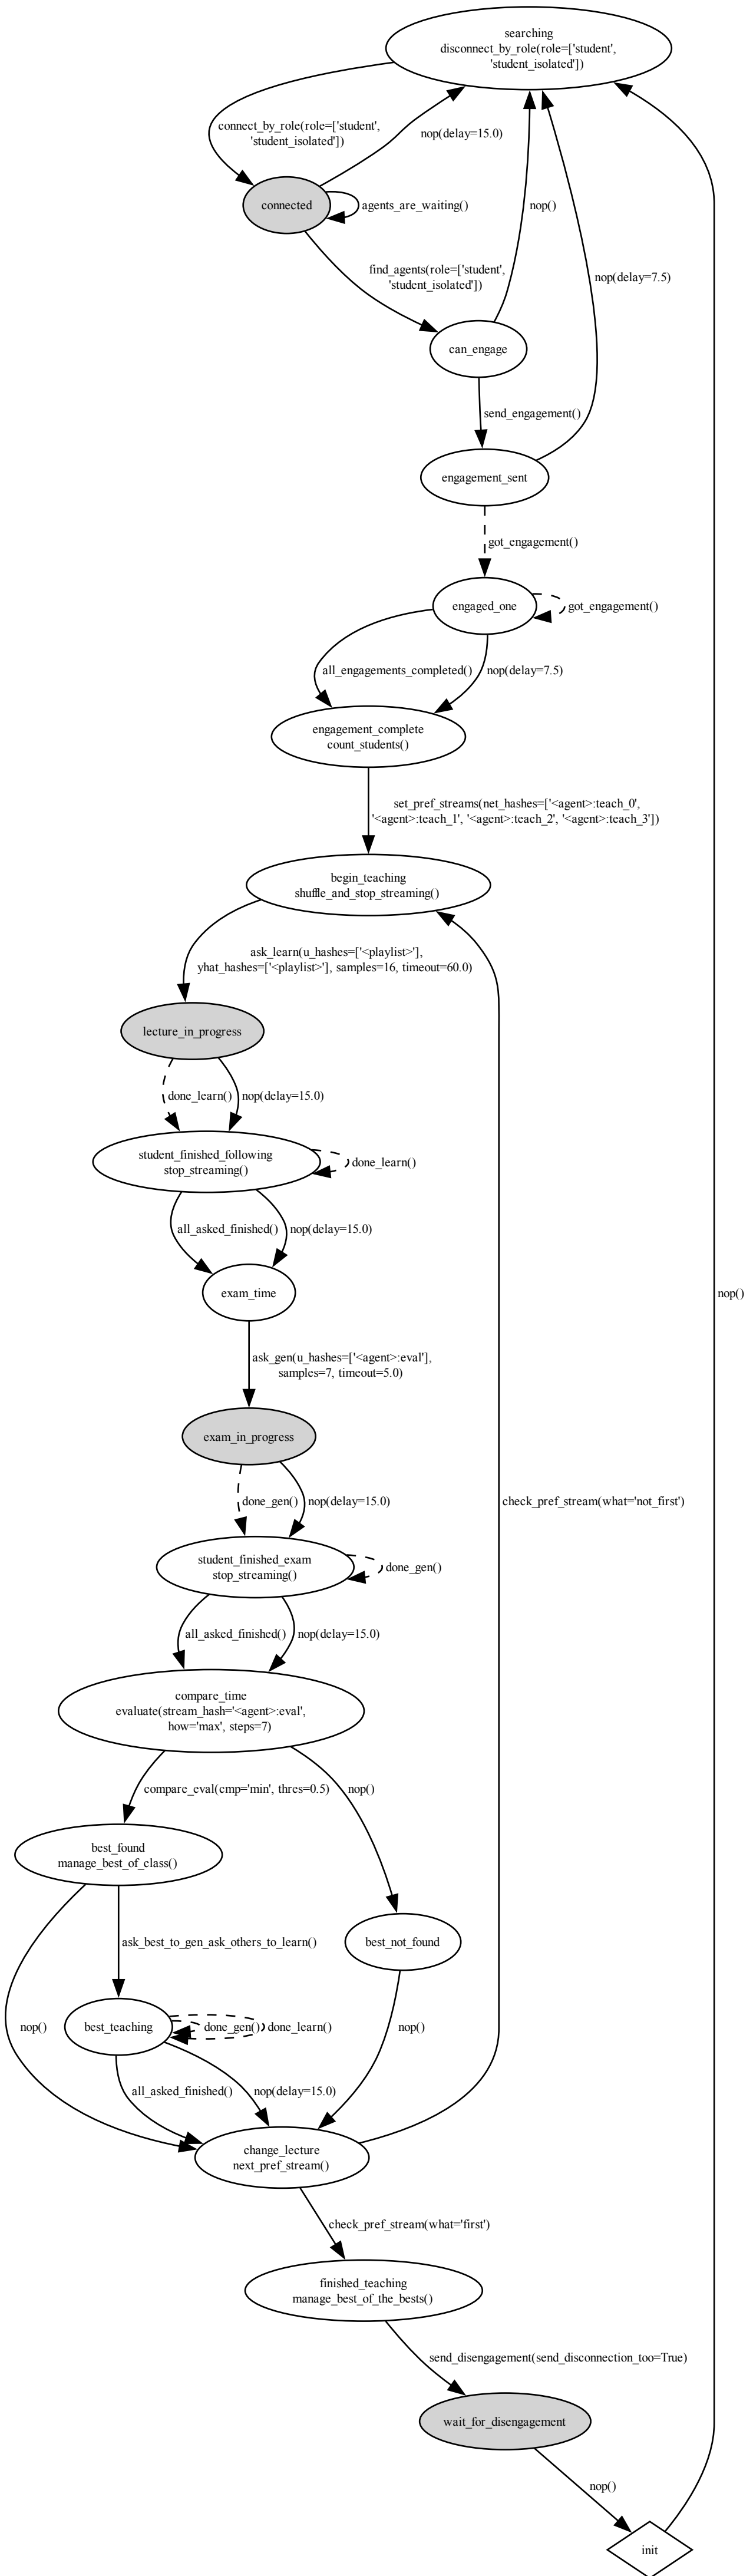 searching
disconnect_by_role(role=['student',
'student_isolated'])
connect_by_role(role=['student',
'student_isolated'])
nop(delay=15.0)
connected
agents_are_waiting()
nop()
find_agents(role=['student',
'student_isolated'])
nop(delay=7.5)
can_engage
send_engagement()
engagement_sent
got_engagement()
engaged_one
got_engagement()
all_engagements_completed()
nop(delay=7.5)
engagement_complete
count_students()
set_pref_streams(net_hashes=['<agent>:teach_0',
'<agent>:teach_1', '<agent>:teach_2', '<agent>:teach_3'])
begin_teaching
shuffle_and_stop_streaming()
ask_learn(u_hashes=['<playlist>'],
yhat_hashes=['<playlist>'], samples=16, timeout=60.0)
lecture_in_progress
done_learn()
nop(delay=15.0)
student_finished_following
stop_streaming()
done_learn()
all_asked_finished()
nop(delay=15.0)
exam_time
nop()
ask_gen(u_hashes=['<agent>:eval'],
samples=7, timeout=5.0)
exam_in_progress
done_gen()
nop(delay=15.0)
check_pref_stream(what='not_first')
student_finished_exam
stop_streaming()
done_gen()
all_asked_finished()
nop(delay=15.0)
compare_time
evaluate(stream_hash='<agent>:eval',
how='max', steps=7)
compare_eval(cmp='min', thres=0.5)
nop()
best_found
manage_best_of_class()
ask_best_to_gen_ask_others_to_learn()
best_not_found
nop()
best_teaching
done_gen()
done_learn()
nop()
all_asked_finished()
nop(delay=15.0)
change_lecture
next_pref_stream()
check_pref_stream(what='first')
finished_teaching
manage_best_of_the_bests()
send_disengagement(send_disconnection_too=True)
wait_for_disengagement
nop()
init